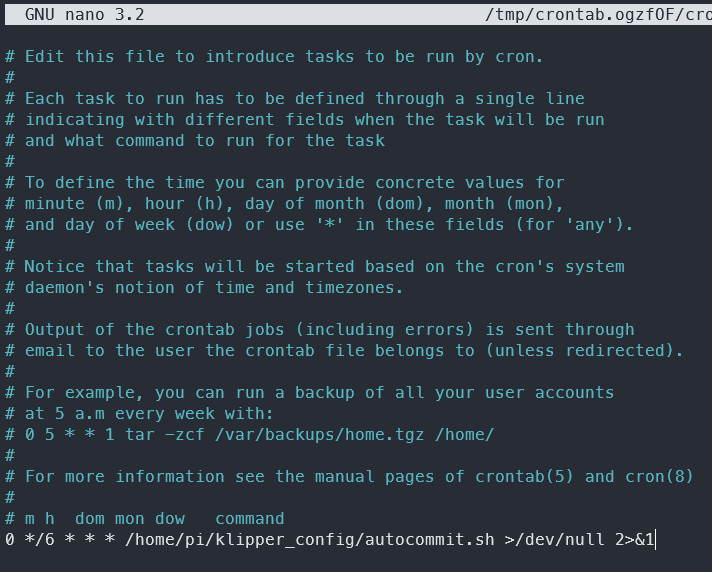 GNU nano 3.2 /tmp/crontab.ogzfOF/cro
# Edit this file to introduce tasks to be run by cron.
#
# Each task to run has to be defined through a single line
# indicating with different fields when the task will be run
# and what command to run for the task
#
# To define the time you can provide concrete values for
# minute (m), hour (h), day of month (dom), month (mon),
# and day of week (dow) or use '*' in these fields (for 'any').
#
# Notice that tasks will be started based on the cron's system
# daemon's notion of time and timezones.
#
# Output of the crontab jobs (including errors) is sent through
# email to the user the crontab file belongs to (unless redirected).
#
# For example, you can run a backup of all your user accounts
# at 5 a.m every week with:
# 0 5 * * 1 tar -zcf /var/backups/home.tgz /home/
#
# For more information see the manual pages of crontab(5) and cron(8)
#
# m h  dom mon dow   command
0 */6 * * * /home/pi/klipper_config/autocommit.sh >/dev/null 2>&1